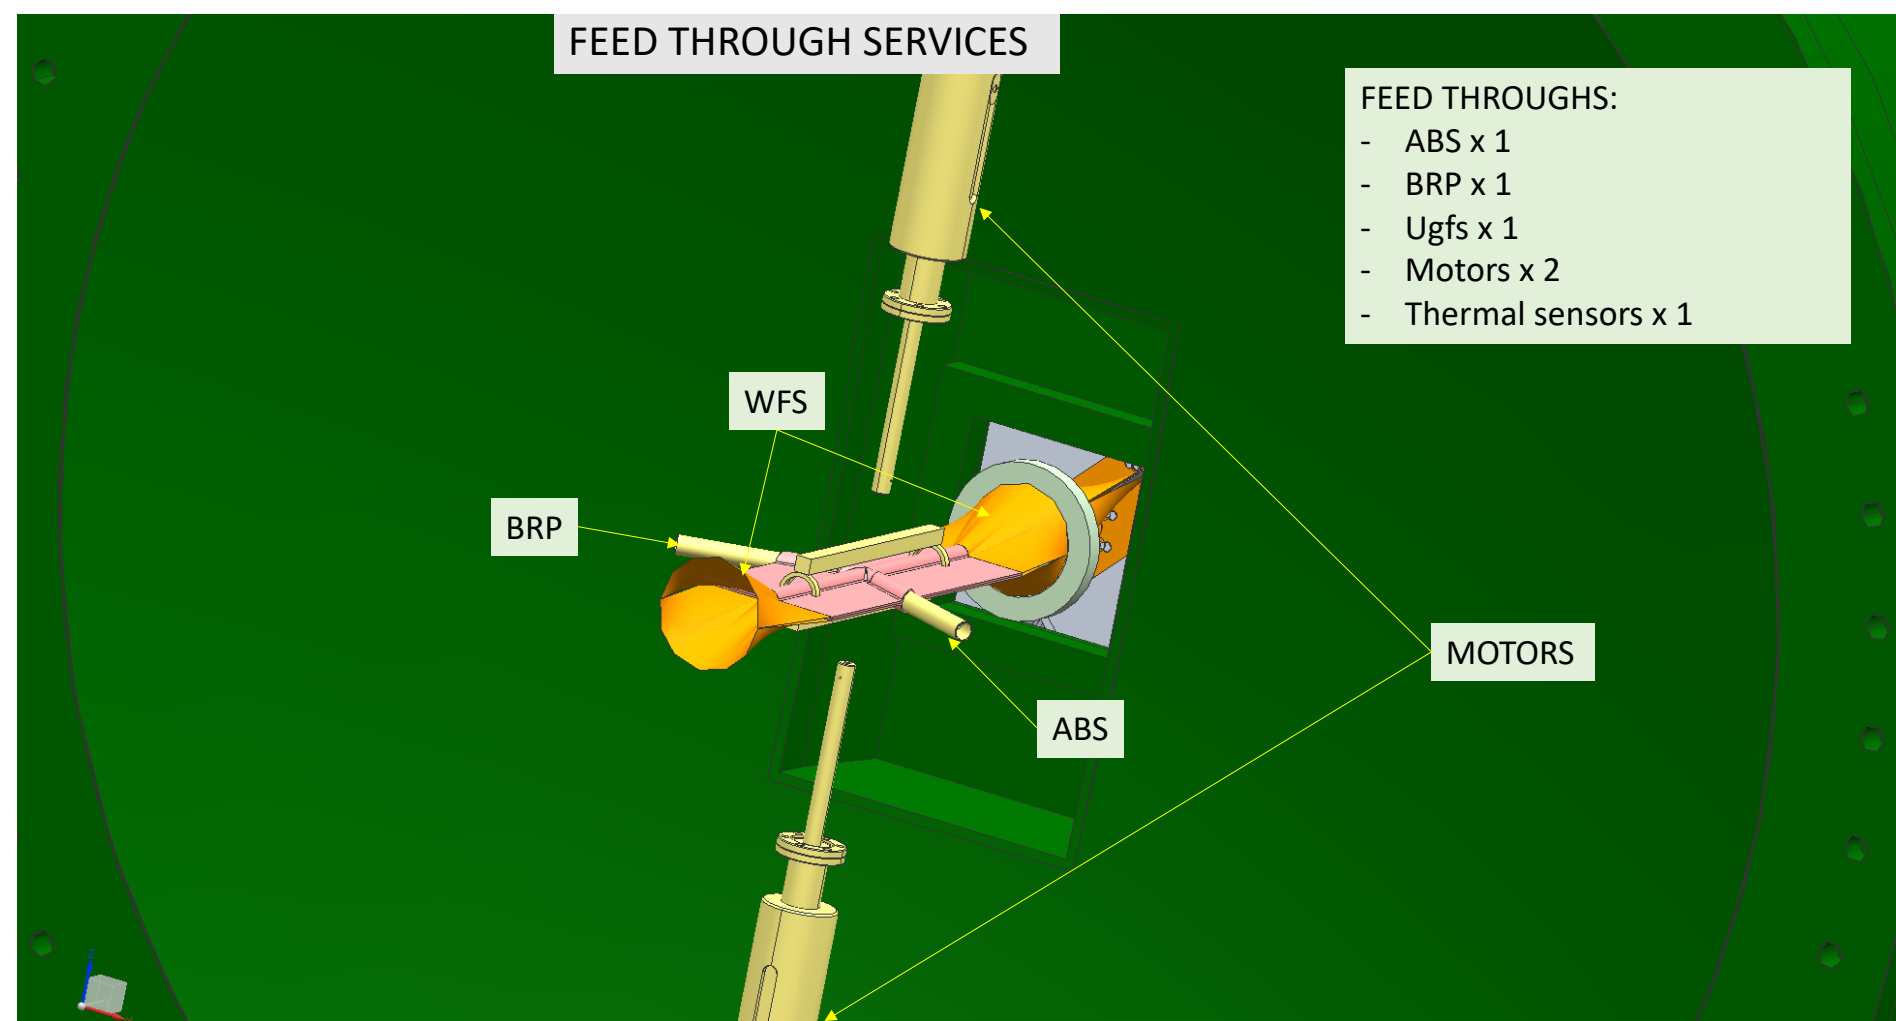 FEED THROUGH SERVICES
FEED THROUGHS:
- ABS x 1
- BRP x 1
- Ugfs x 1
- Motors x 2
- Thermal sensors x 1
WFS
BRP
MOTORS
ABS
Z